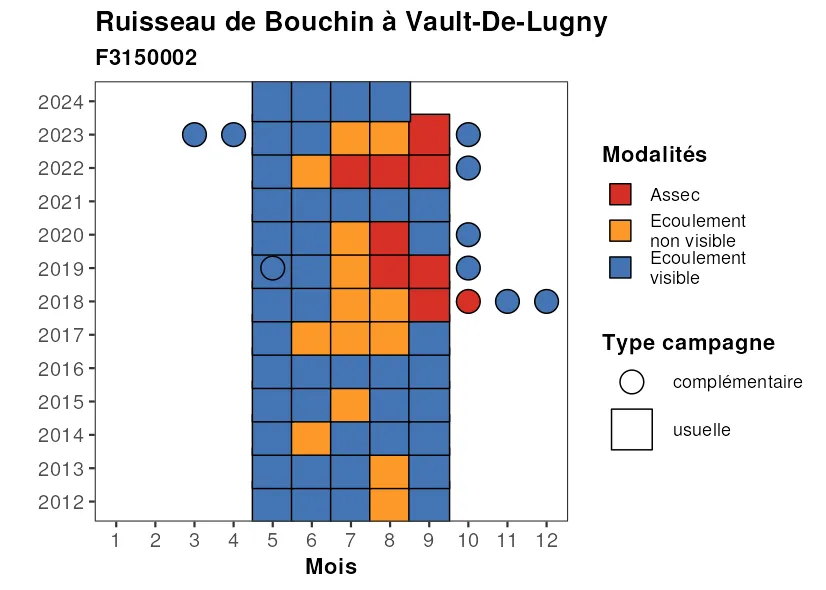 Ruisseau de Bouchin à Vault-De-Lugny
F3150002
2024
2023
2022
2021
2020
2019
2018
2017
2016
2015
2014
2013
2012
1 2 3 4 5 6 7 8 9 10 11 12
Mois
Modalités
Assec
Ecoulement
non visible
Ecoulement
visible
Type campagne
complémentaire
usuelle